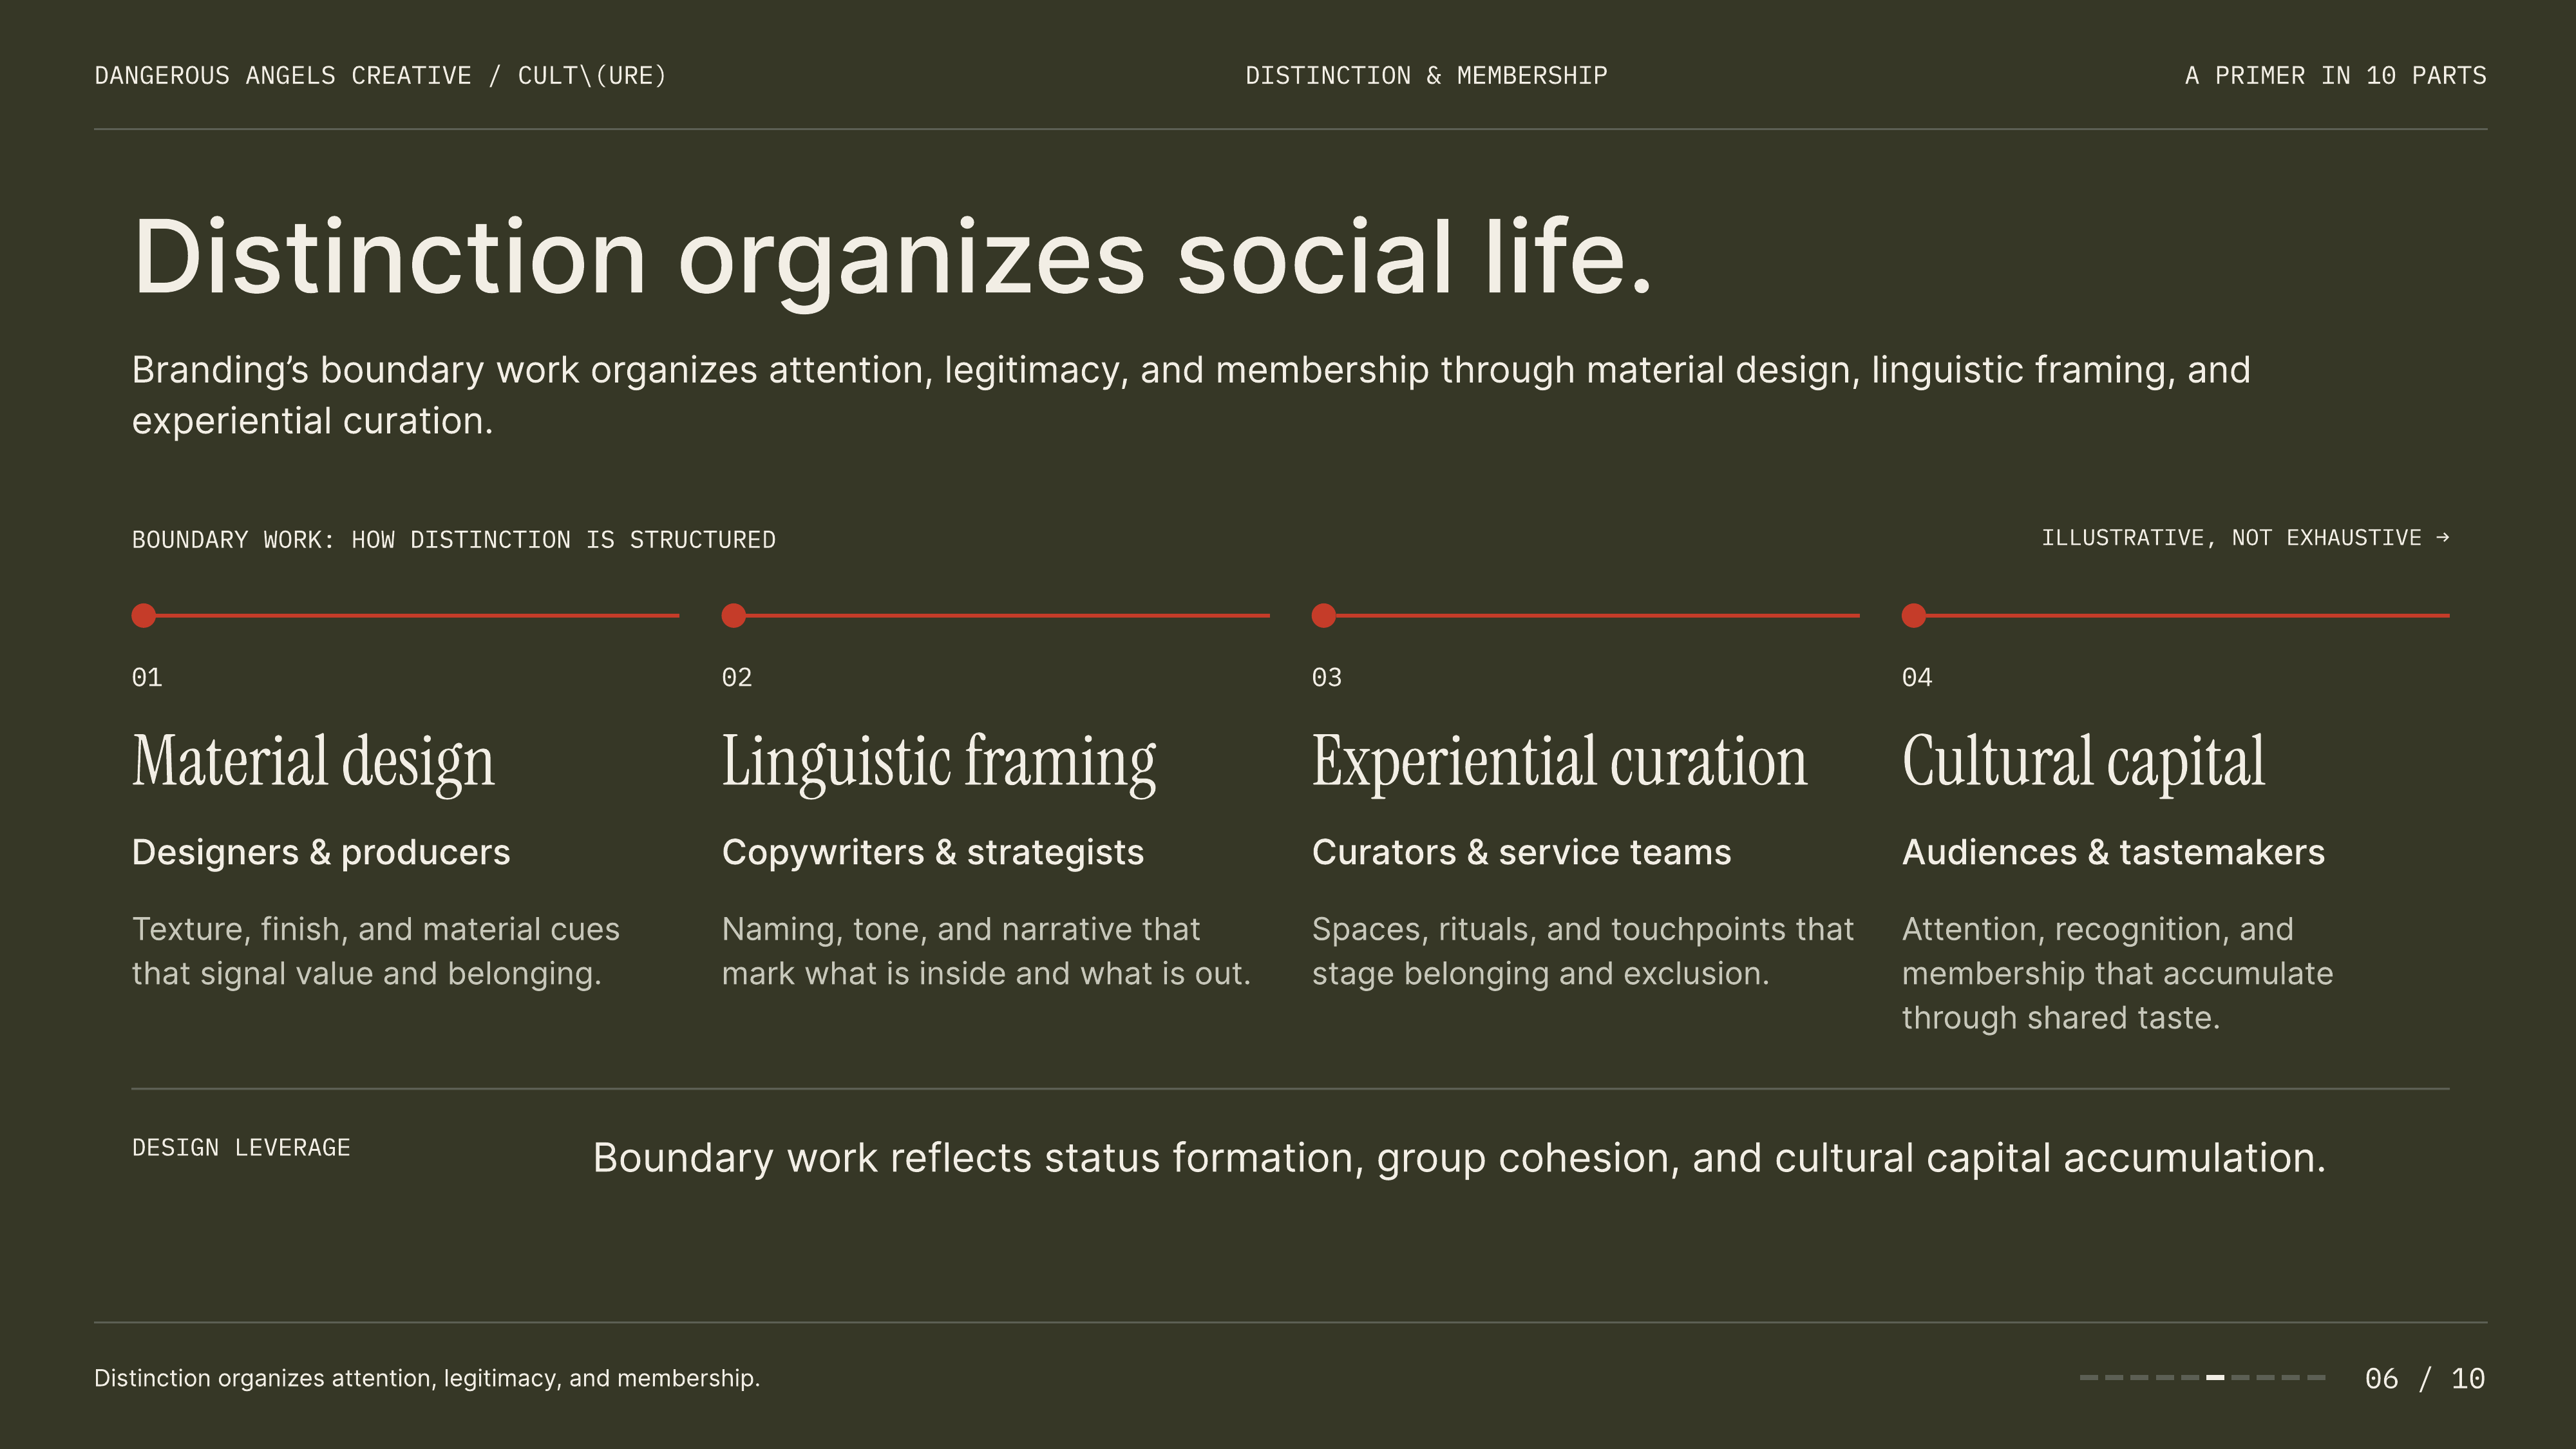 DANGEROUS ANGELS CREATIVE / CULT\(URE)
DISTINCTION & MEMBERSHIP
A PRIMER IN 10 PARTS
Distinction organizes social life.
Branding’s boundary work organizes attention, legitimacy, and membership through material design, linguistic framing, and
experiential curation.
BOUNDARY WORK: HOW DISTINCTION IS STRUCTURED
ILLUSTRATIVE, NOT EXHAUSTIVE →
01
Material design
Designers & producers
Texture, finish, and material cues
that signal value and belonging.
02
Linguistic framing
Copywriters & strategists
Naming, tone, and narrative that
mark what is inside and what is out.
03
Experiential curation
Curators & service teams
Spaces, rituals, and touchpoints that
stage belonging and exclusion.
04
Cultural capital
Audiences & tastemakers
Attention, recognition, and
membership that accumulate
through shared taste.
DESIGN LEVERAGE
Boundary work reflects status formation, group cohesion, and cultural capital accumulation.
Distinction organizes attention, legitimacy, and membership.
06 / 10